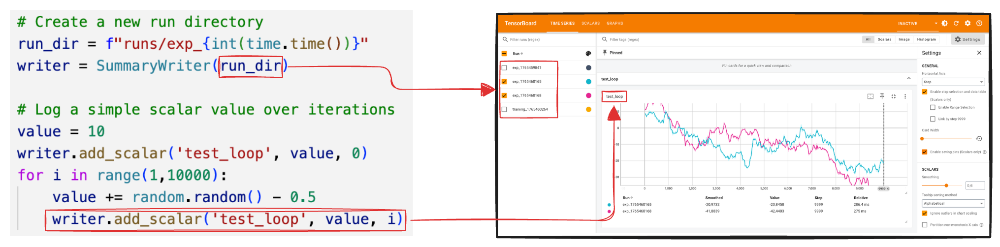 # Create a new run directory
run_dir = f"runs/exp_{int(time.time())}"
writer = SummaryWriter(run_dir)
# Log a simple scalar value over iterations
value = 10
writer.add_scalar('test_loop', value, 0)
for i in range(1,10000):
    value += random.random() - 0.5
    writer.add_scalar('test_loop', value, i)
TensorBoard TIME SERIES SCALARS GRAPHS INACTIVE
Filter runs (regex)
Run ↑
exp_1765459841
exp_1765460165
exp_1765460168
training_1765460264
Filter tags (regex) All Scalars Image Histogram Settings
Pinned
Pin cards for a quick view and comparison
test_loop
test_loop
0
-10
-20
-30
0 1,000 2,000 3,000 4,000 5,000 6,000 7,000 8,000 9,000 9999 ×
Run ↑ Smoothed Value Step Relative
exp_1765460165 -20,9732 -20,8458 9999 286.4 ms
exp_1765460168 -41,8839 -42,4403 9999 275 ms
Settings
GENERAL
Horizontal Axis
Step
Enable step selection and data table
(Scalars only)
Enable Range Selection
Link by step 9999
Card Width
Enable saving pins (Scalars only)
SCALARS
Smoothing
0,6
Tooltip sorting method
Alphabetical
Ignore outliers in chart scaling
Partition non-monotonic X axis